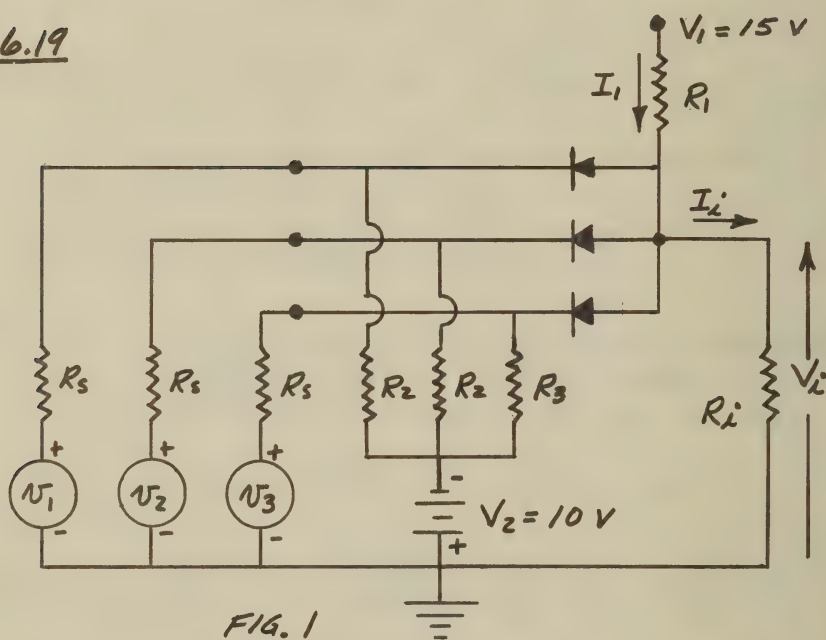 6.19
V₁ = 15 V
I₁
R₁
Iᵢ
Rₛ
Rₛ
Rₛ
R₂
R₂
R₃
Rᵢ
Vᵢ
+
+
+
v₁
v₂
v₃
-
-
-
-
V₂ = 10 V
+
FIG. 1